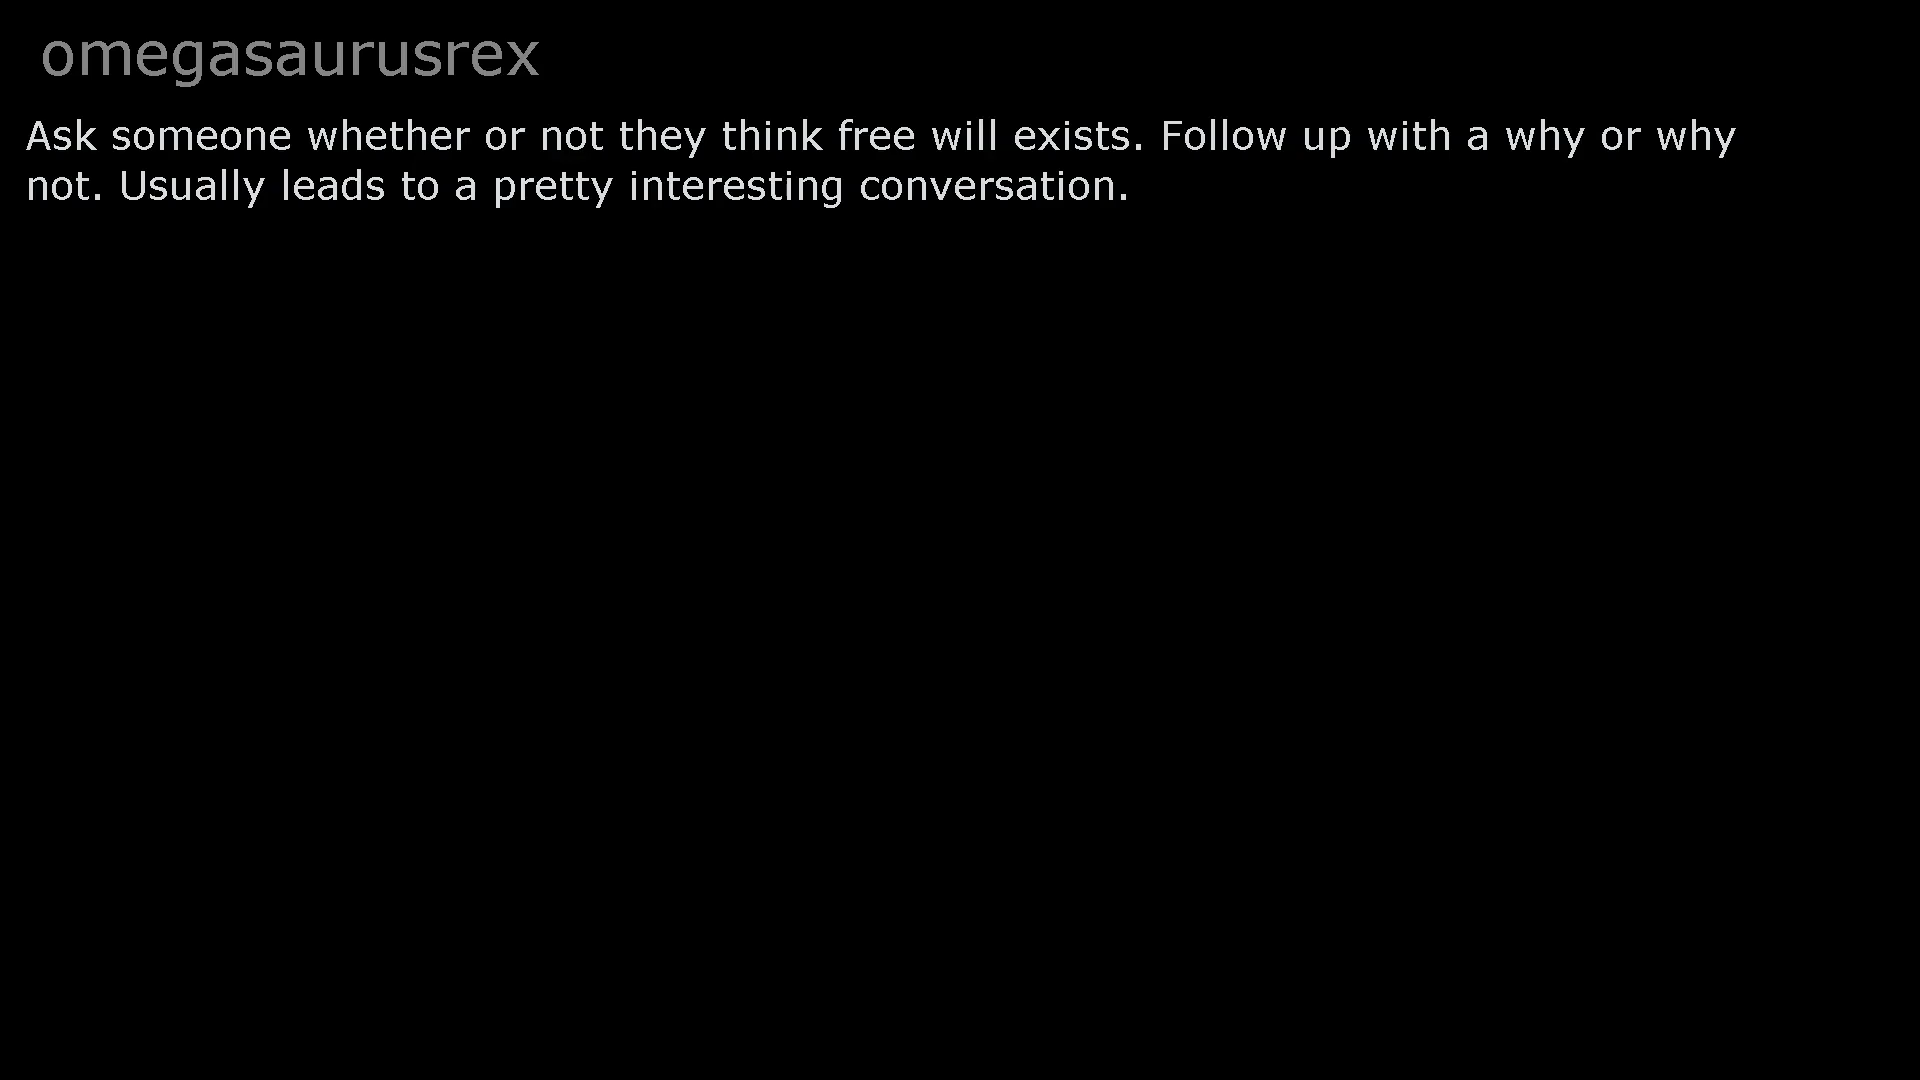 omegasaurusrex
Ask someone whether or not they think free will exists. Follow up with a why or why
not. Usually leads to a pretty interesting conversation.